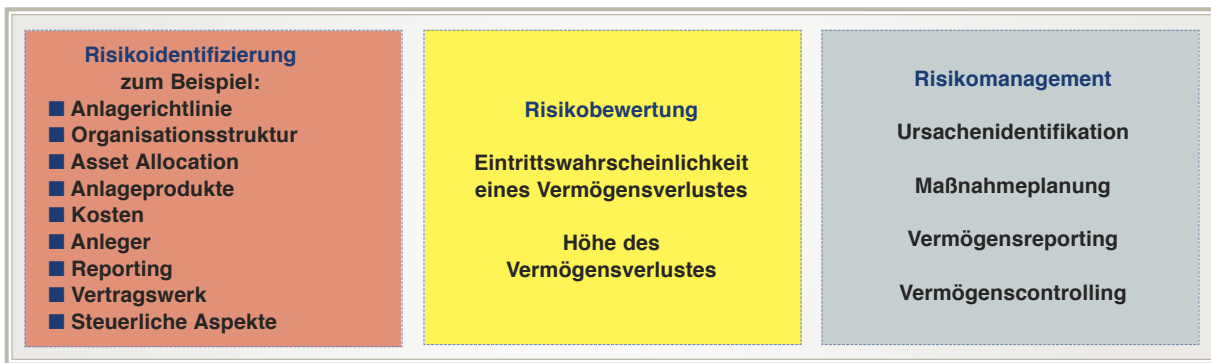 Risikoidentifizierung
zum Beispiel:
■ Anlagerichtlinie
■ Organisationsstruktur
■ Asset Allocation
■ Anlageprodukte
■ Kosten
■ Anleger
■ Reporting
■ Vertragswerk
■ Steuerliche Aspekte
Risikobewertung
Eintrittswahrscheinlichkeit
eines Vermögensverlustes
Höhe des
Vermögensverlustes
Risikomanagement
Ursachenidentifikation
Maßnahmeplanung
Vermögensreporting
Vermögenscontrolling